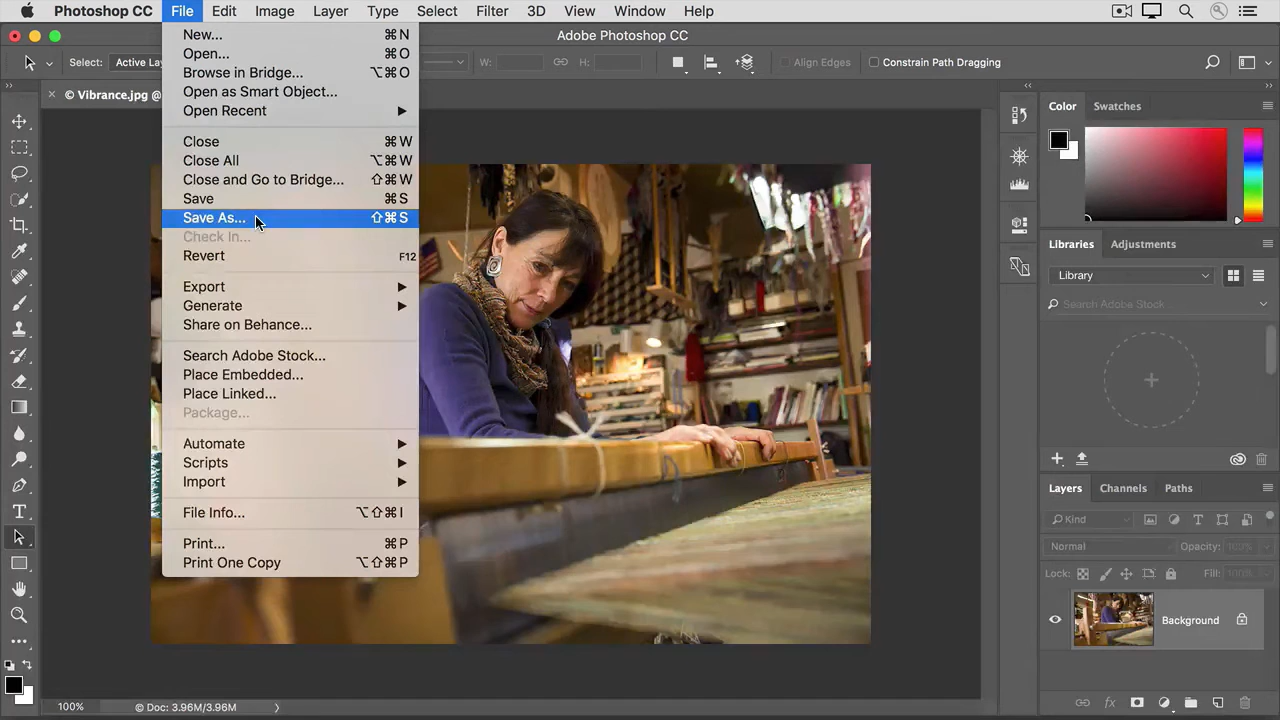 Photoshop CC File Edit Image Layer Type Select Filter 3D View Window Help
Adobe Photoshop CC
Select: Active La W: H: Align Edges Constrain Path Dragging
© Vibrance.jpg @
New... ⌘N
Open... ⌘O
Browse in Bridge... ⌥⌘O
Open as Smart Object...
Open Recent
Close ⌘W
Close All ⌥⌘W
Close and Go to Bridge... ⇧⌘W
Save ⌘S
Save As... ⇧⌘S
Check In...
Revert F12
Export
Generate
Share on Behance...
Search Adobe Stock...
Place Embedded...
Place Linked...
Package...
Automate
Scripts
Import
File Info... ⌥⇧⌘I
Print... ⌘P
Print One Copy ⌥⇧⌘P
Color Swatches
Libraries Adjustments
Library
Search Adobe Stock...
Layers Channels Paths
Kind
Normal Opacity: 100%
Lock: Fill: 100%
Background
100% © Doc: 3.96M/3.96M